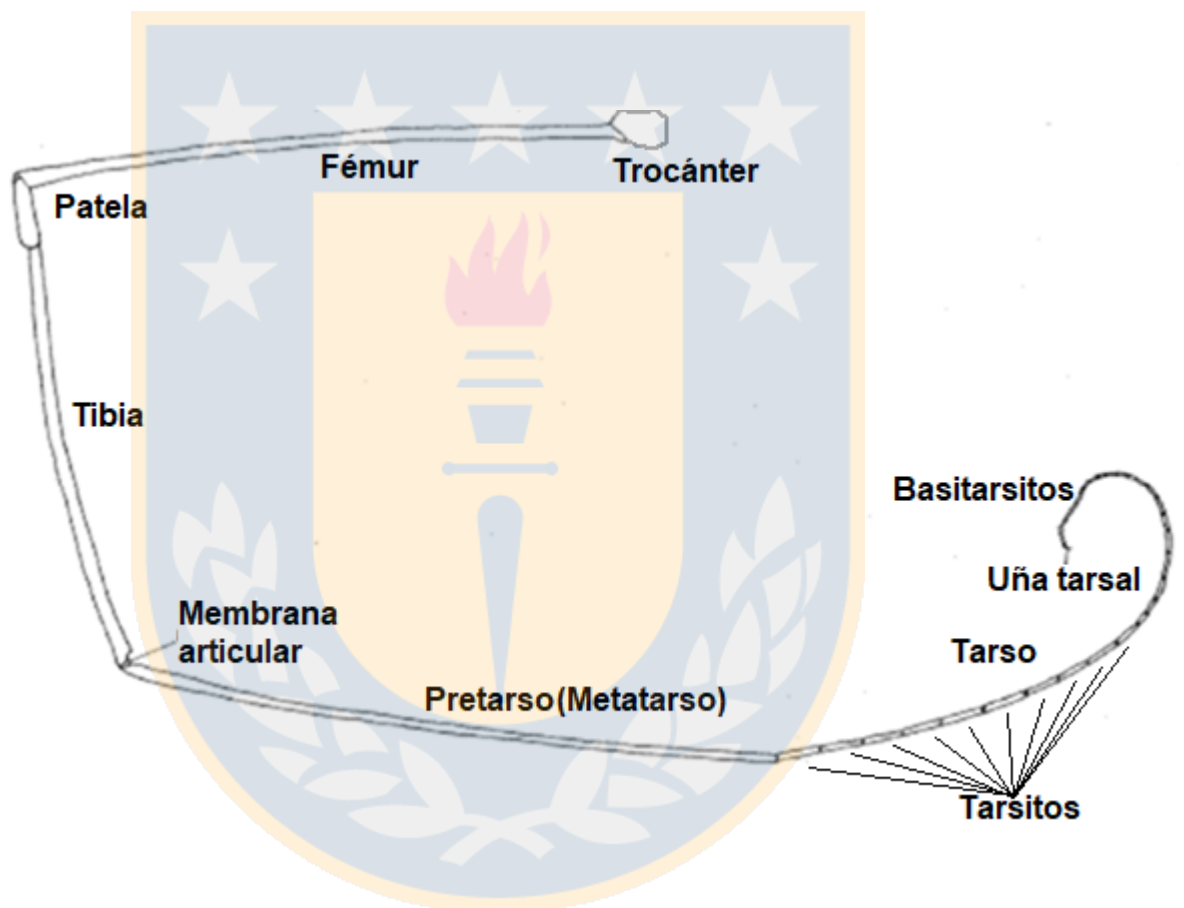 Fémur
Trocánter
Patela
Tibia
Basitarsitos
Uña tarsal
Membrana
articular
Tarso
Pretarso(Metatarso)
Tarsitos